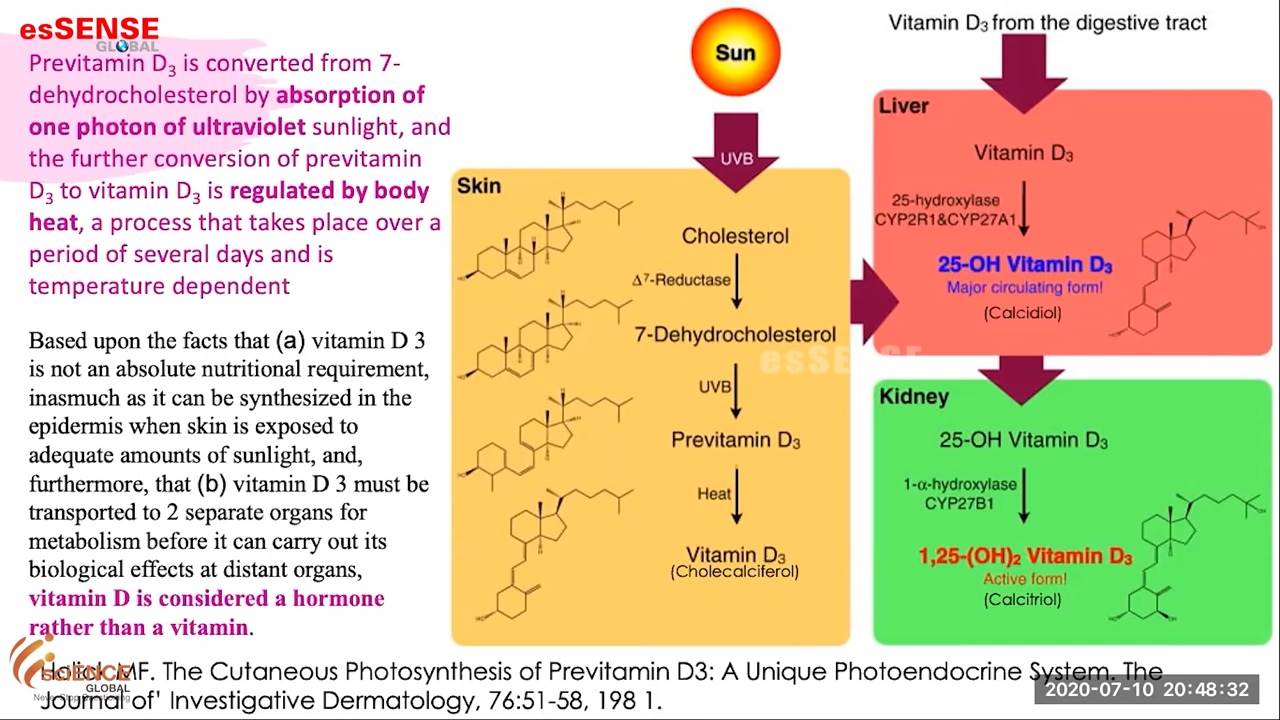 esSENSE
GLOBAL
Previtamin D3 is converted from 7-
dehydrocholesterol by absorption of
one photon of ultraviolet sunlight, and
the further conversion of previtamin
D3 to vitamin D3 is regulated by body
heat, a process that takes place over a
period of several days and is
temperature dependent
Based upon the facts that (a) vitamin D 3
is not an absolute nutritional requirement,
inasmuch as it can be synthesized in the
epidermis when skin is exposed to
adequate amounts of sunlight, and,
furthermore, that (b) vitamin D 3 must be
transported to 2 separate organs for
metabolism before it can carry out its
biological effects at distant organs,
vitamin D is considered a hormone
rather than a vitamin.
Sun
UVB
Skin
Cholesterol
Δ7-Reductase
7-Dehydrocholesterol
UVB
Previtamin D3
Heat
Vitamin D3
(Cholecalciferol)
Vitamin D3 from the digestive tract
Liver
Vitamin D3
25-hydroxylase
CYP2R1&CYP27A1
25-OH Vitamin D3
Major circulating form!
(Calcidiol)
esSENSE
Kidney
25-OH Vitamin D3
1-α-hydroxylase
CYP27B1
1,25-(OH)2 Vitamin D3
Active form!
(Calcitriol)
MF. The Cutaneous Photosynthesis of Previtamin D3: A Unique Photoendocrine System. The
Journal of' Investigative Dermatology, 76:51-58, 198 1.
sciENCE
GLOBAL
Never Stop Questioning
2020-07-10 20:48:32